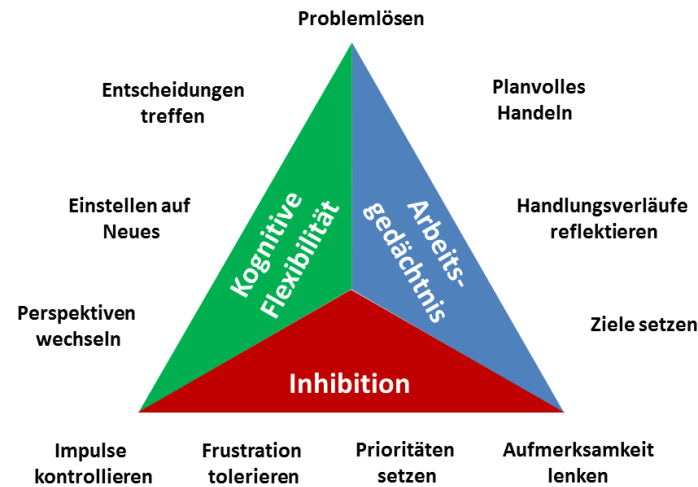 Problemlösen
Entscheidungen
treffen
Planvolles
Handeln
Einstellen auf
Neues
Handlungsverläufe
reflektieren
Kognitive
Flexibilität
Arbeits-
gedächtnis
Perspektiven
wechseln
Ziele setzen
Inhibition
Impulse
kontrollieren
Frustration
tolerieren
Prioritäten
setzen
Aufmerksamkeit
lenken